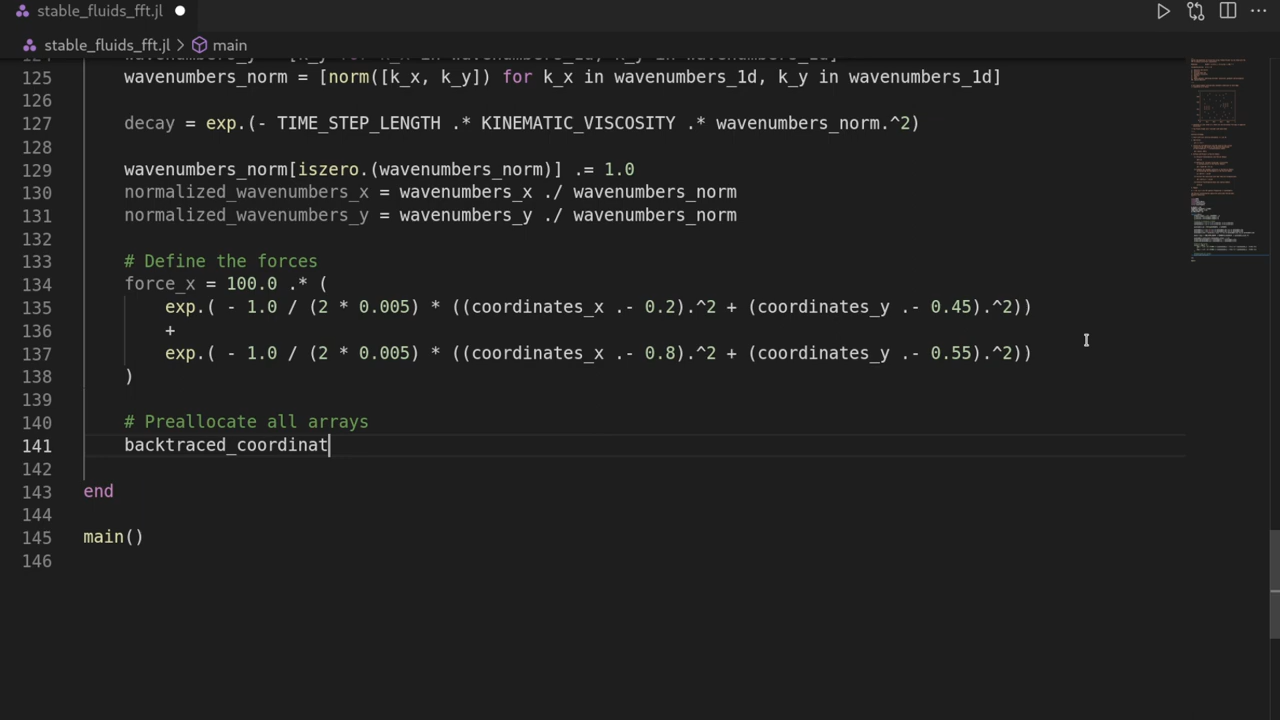 stable_fluids_fft.jl
stable_fluids_fft.jl > main
125 wavenumbers_norm = [norm([k_x, k_y]) for k_x in wavenumbers_1d, k_y in wavenumbers_1d]
126
127 decay = exp.(- TIME_STEP_LENGTH .* KINEMATIC_VISCOSITY .* wavenumbers_norm.^2)
128
129 wavenumbers_norm[iszero.(wavenumbers_norm)] .= 1.0
130 normalized_wavenumbers_x = wavenumber_x ./ wavenumbers_norm
131 normalized_wavenumbers_y = wavenumbers_y ./ wavenumbers_norm
132
133 # Define the forces
134 force_x = 100.0 .* (
135 exp.( - 1.0 / (2 * 0.005) * ((coordinates_x .- 0.2).^2 + (coordinates_y .- 0.45).^2))
136 +
137 exp.( - 1.0 / (2 * 0.005) * ((coordinates_x .- 0.8).^2 + (coordinates_y .- 0.55).^2))
138 )
139
140 # Preallocate all arrays
141 backtraced_coordinat
142
143 end
144
145 main()
146